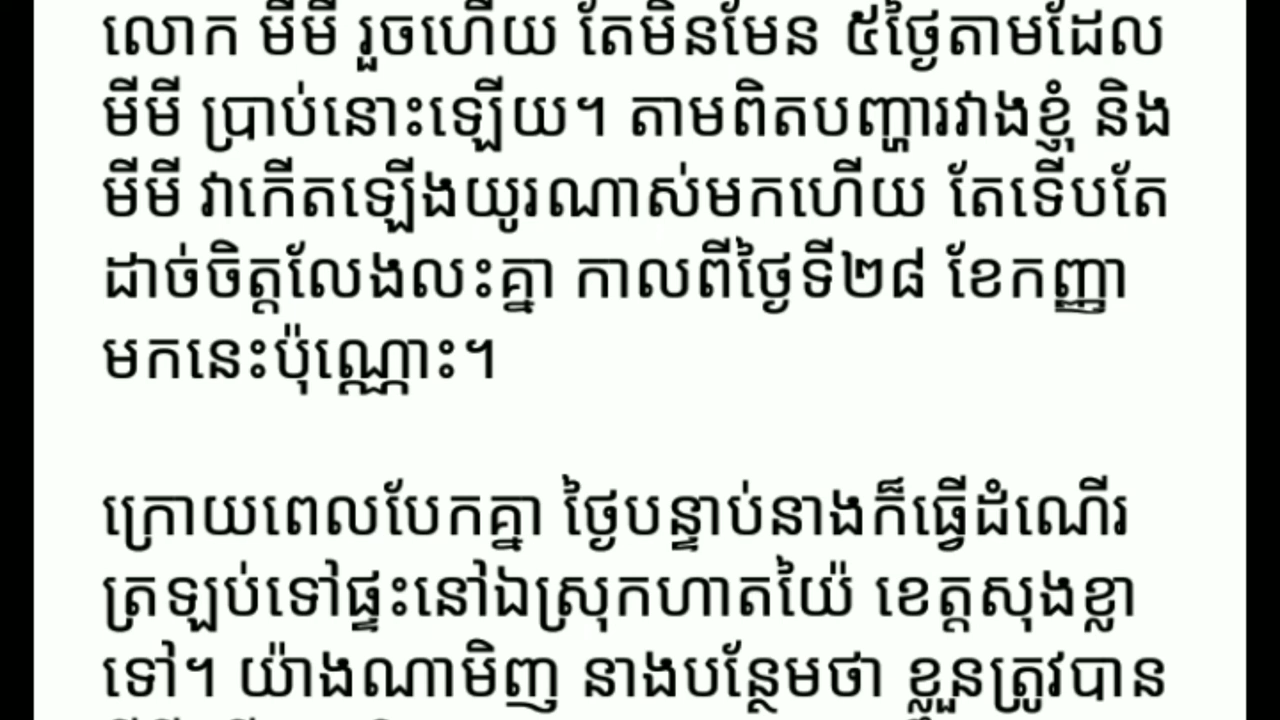 លោក មីមី រួចហើយ តែមិនមែន ៥ថ្ងៃតាមដែល
មីមី ប្រាប់នោះឡើយ។ តាមពិតបញ្ហារវាងខ្ញុំ និង
មីមី វាកើតឡើងយូរណាស់មកហើយ តែទើបតែ
ដាច់ចិត្តលែងលះគ្នា កាលពីថ្ងៃទី២៨ ខែកញ្ញា
មកនេះប៉ុណ្ណោះ។
ក្រោយពេលបែកគ្នា ថ្ងៃបន្ទាប់នាងក៏ធ្វើដំណើរ
ត្រឡប់ទៅផ្ទះនៅឯស្រុកហាតយ៉ៃ ខេត្តសុងខ្លា
ទៅ។ យ៉ាងណាមិញ នាងបន្ថែមថា ខ្លួនត្រូវបាន